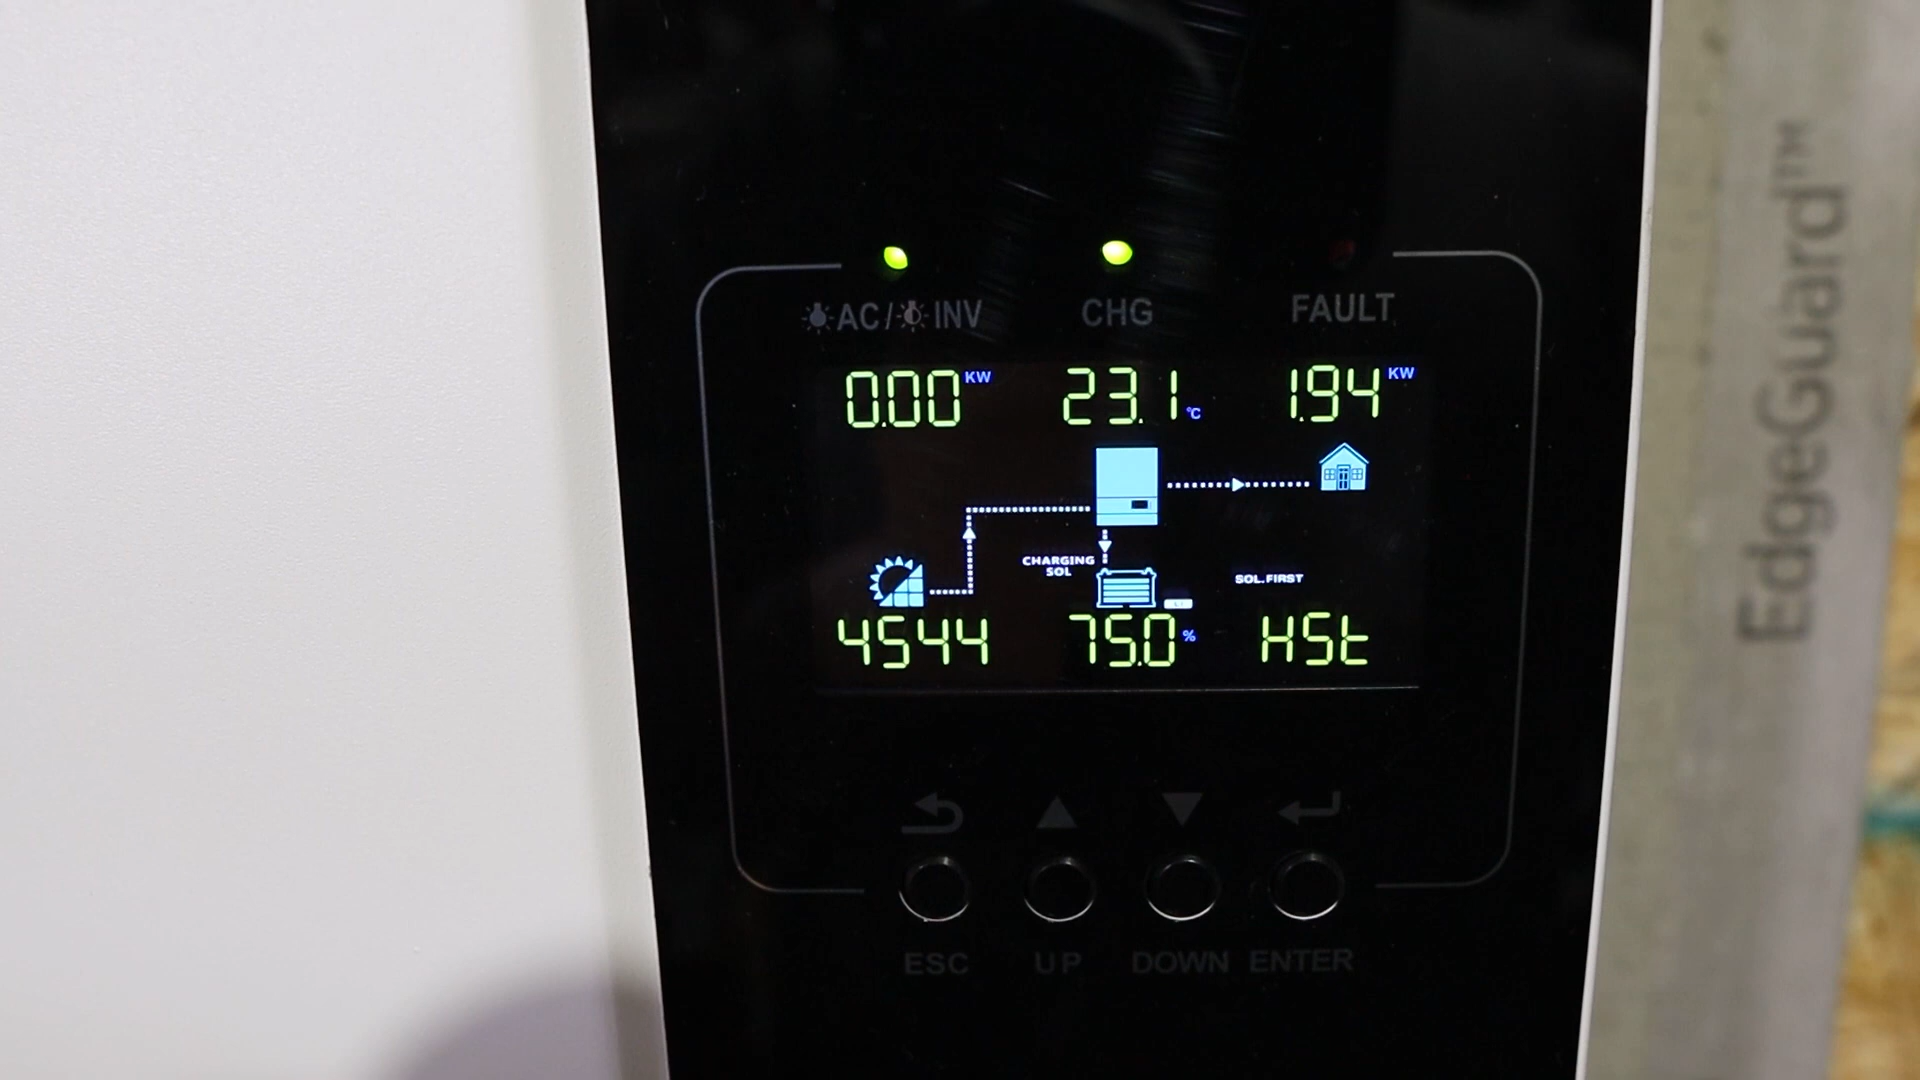 AC/ INV CHG FAULT
0.00 KW 23.1 °C 1.94 KW
CHARGING
SOL
SOL.FIRST
4544 75.0 % HSt
ESC UP DOWN ENTER
EdgeGuard™